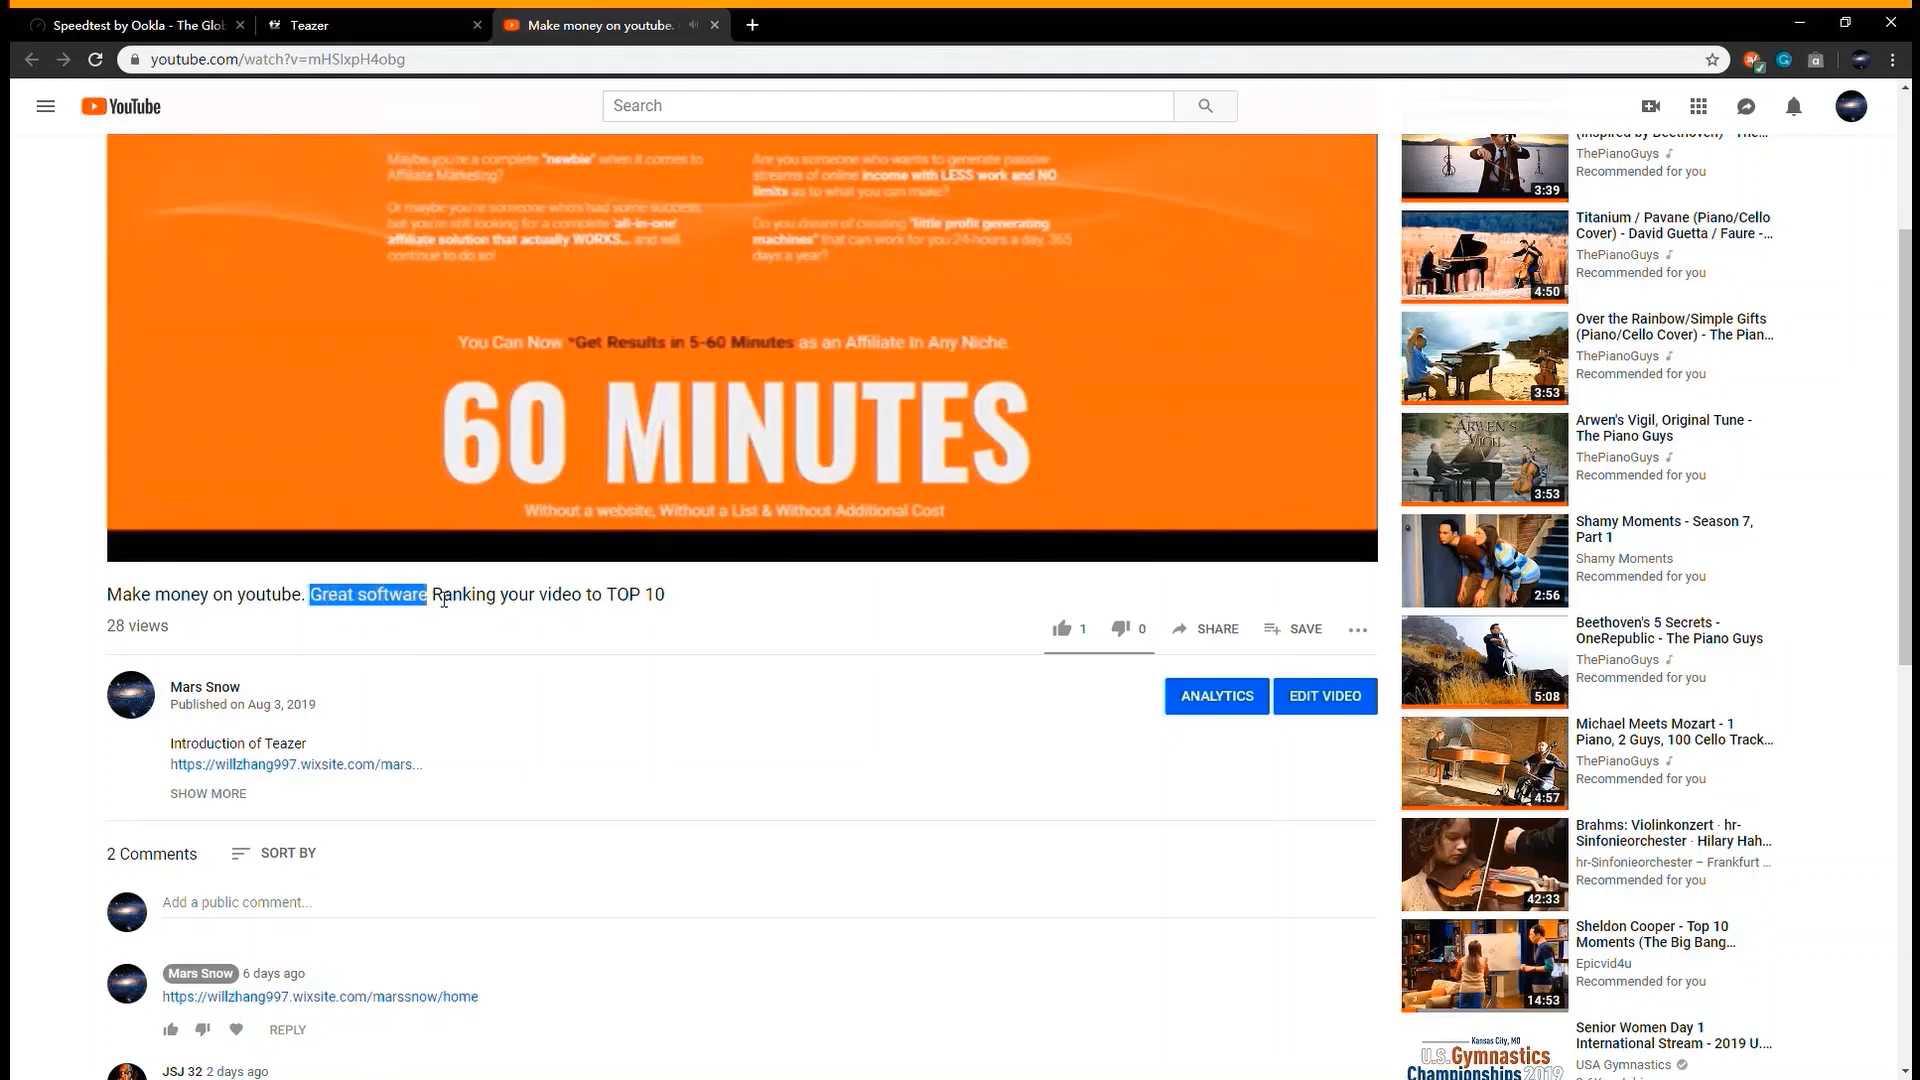 Speedtest by Ookla - The Glob
Teazer
Make money on youtube.
youtube.com/watch?v=mHSlxpH4obg
YouTube
Search
Maybe you're a complete "newbie" when it comes to
Affiliate Marketing?
Or maybe you're someone who's had some success,
but you're still looking for a complete 'all-in-one'
affiliate solution that actually WORKS... and will
continue to do so!
Are you someone who wants to generate passive
streams of online income with LESS work and NO
limits as to what you can make?
Do you dream of creating "little profit generating
machines" that can work for you 24-hours a day, 365
days a year?
You Can Now *Get Results in 5-60 Minutes as an Affiliate In Any Niche.
60 MINUTES
Without a website, Without a List & Without Additional Cost
Make money on youtube. Great software Ranking your video to TOP 10
28 views
1
0
SHARE
SAVE
Mars Snow
Published on Aug 3, 2019
ANALYTICS
EDIT VIDEO
Introduction of Teazer
https://willzhang997.wixsite.com/mars...
SHOW MORE
2 Comments
SORT BY
Add a public comment...
Mars Snow 6 days ago
https://willzhang997.wixsite.com/marssnow/home
REPLY
JSJ 32 2 days ago
(Inspired by Beethoven) - The...
ThePianoGuys
Recommended for you
3:39
Titanium / Pavane (Piano/Cello
Cover) - David Guetta / Faure -...
ThePianoGuys
Recommended for you
4:50
Over the Rainbow/Simple Gifts
(Piano/Cello Cover) - The Pian...
ThePianoGuys
Recommended for you
3:53
ARWEN'S
VIGIL
Arwen's Vigil, Original Tune -
The Piano Guys
ThePianoGuys
Recommended for you
3:53
Shamy Moments - Season 7,
Part 1
Shamy Moments
Recommended for you
2:56
Beethoven's 5 Secrets -
OneRepublic - The Piano Guys
ThePianoGuys
Recommended for you
5:08
Michael Meets Mozart - 1
Piano, 2 Guys, 100 Cello Track...
ThePianoGuys
Recommended for you
4:57
Brahms: Violinkonzert · hr-
Sinfonieorchester · Hilary Hah...
hr-Sinfonieorchester – Frankfurt ...
Recommended for you
42:33
Sheldon Cooper - Top 10
Moments (The Big Bang...
Epicvid4u
Recommended for you
14:53
Kansas City, MO
U.S. Gymnastics
Championships 2019
Senior Women Day 1
International Stream - 2019 U....
USA Gymnastics